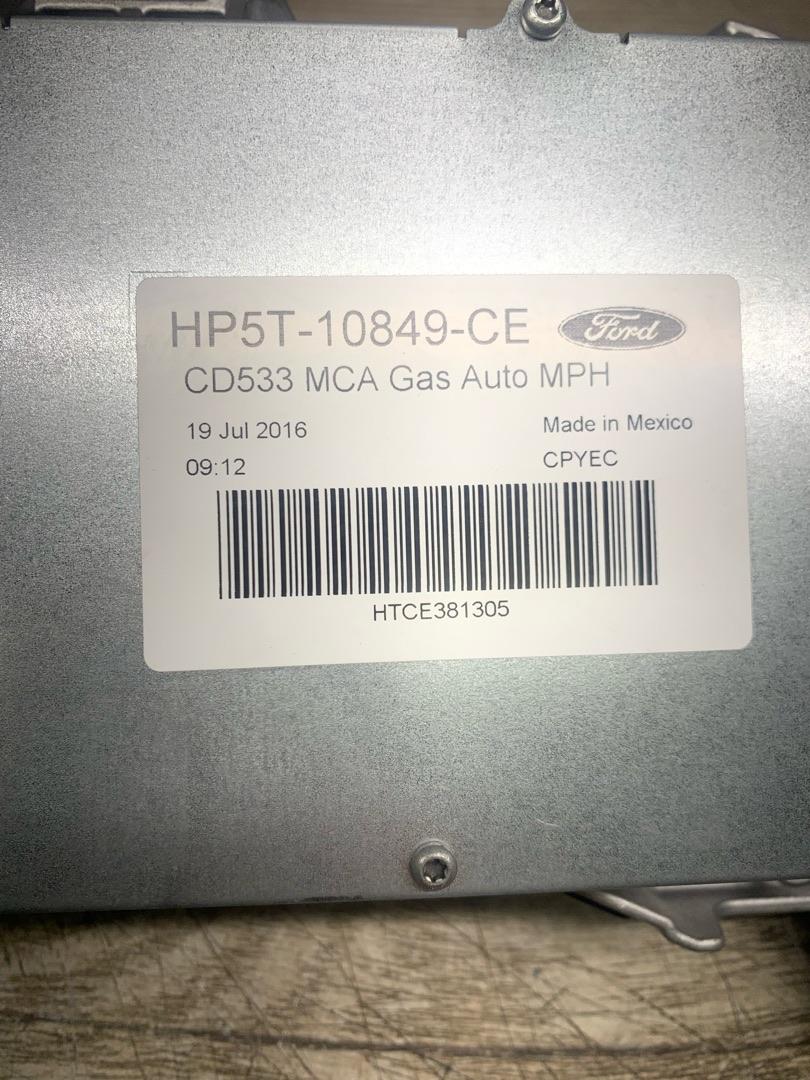 HP5T-10849-CE Ford
CD533 MCA Gas Auto MPH
19 Jul 2016 Made in Mexico
09:12 CPYEC
HTCE381305